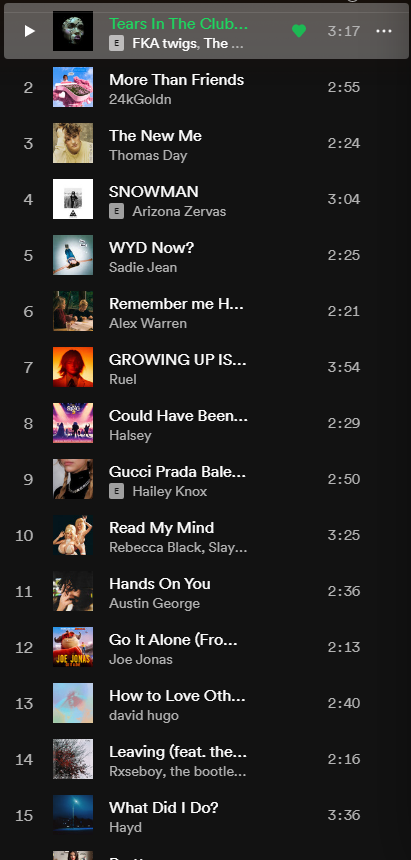 Tears In The Club...
E FKA twigs, The ...
3:17
2
More Than Friends
24kGoldn
2:55
3
The New Me
Thomas Day
2:24
4
SNOWMAN
E Arizona Zervas
3:04
5
WYD Now?
Sadie Jean
2:25
6
Remember me H...
Alex Warren
2:21
7
GROWING UP IS...
Ruel
3:54
8
Could Have Been...
Halsey
2:29
9
Gucci Prada Bale...
E Hailey Knox
2:50
10
Read My Mind
Rebecca Black, Slay...
3:25
11
Hands On You
Austin George
2:36
12
JOE JONAS
Go It Alone (Fro...
Joe Jonas
2:13
13
How to Love Oth...
david hugo
2:40
14
Leaving (feat. the...
Rxseboy, the bootle...
2:16
15
What Did I Do?
Hayd
3:36